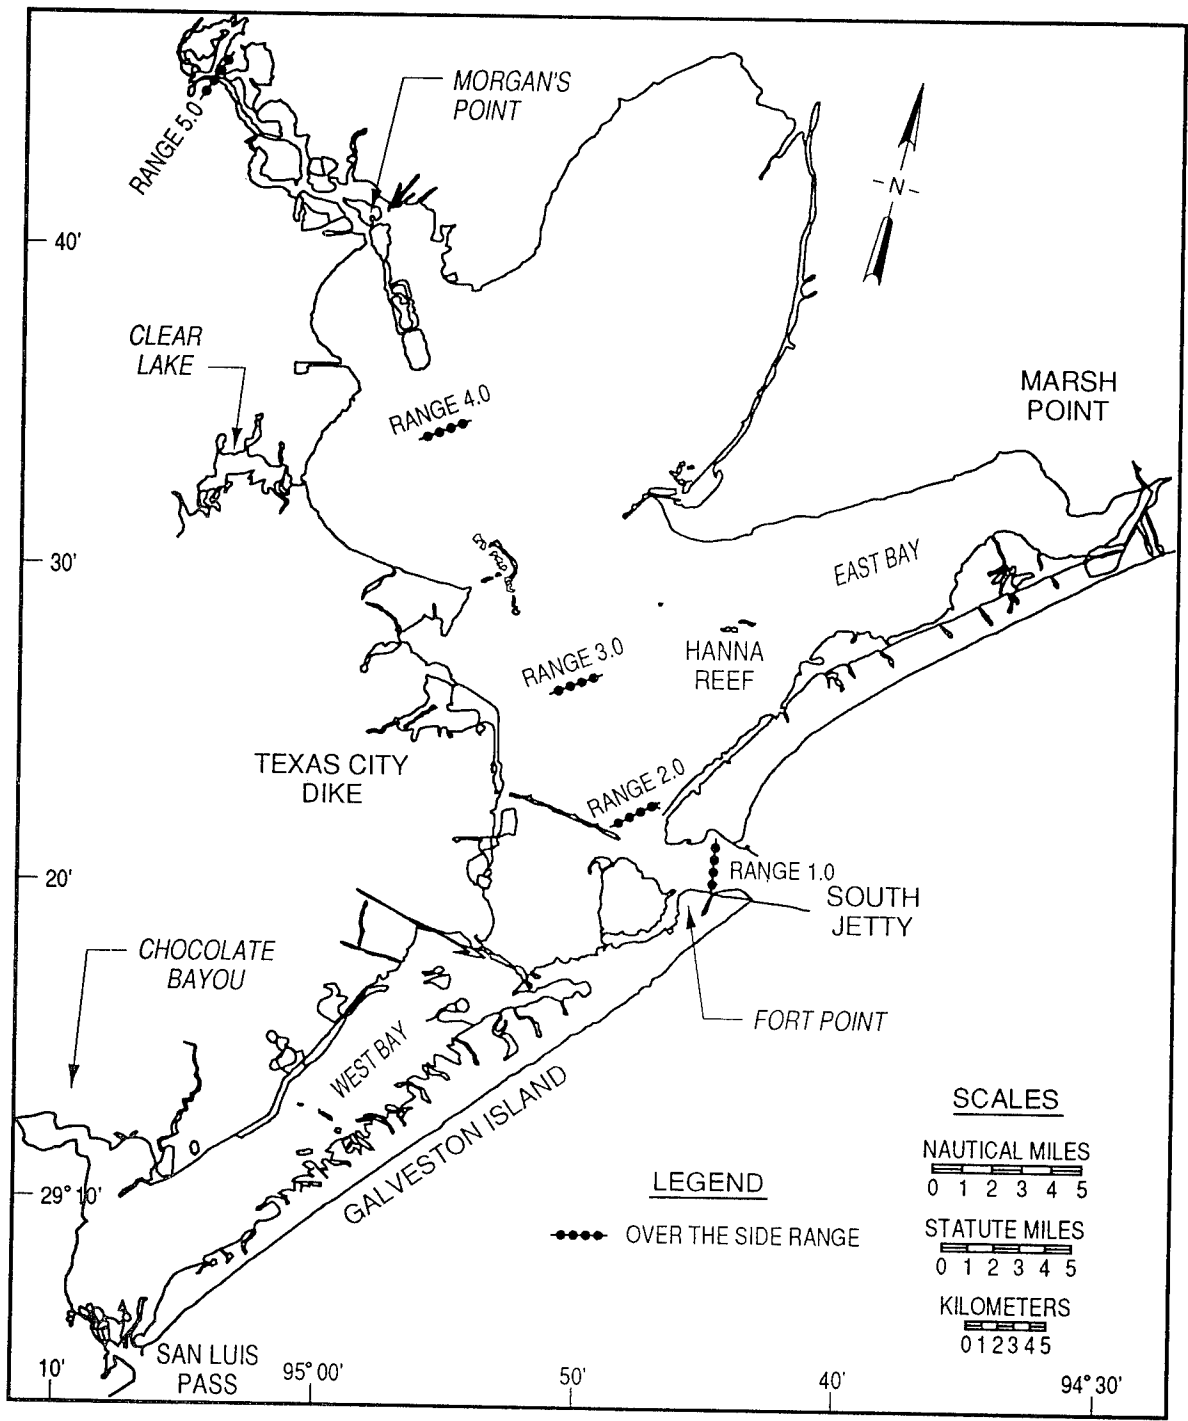 MORGAN'S
POINT
RANGE 5.0
N
40'
CLEAR
LAKE
RANGE 4.0
MARSH
POINT
30'
EAST BAY
HANNA
REEF
RANGE 3.0
TEXAS CITY
DIKE
RANGE 2.0
20'
RANGE 1.0
SOUTH
JETTY
CHOCOLATE
BAYOU
FORT POINT
WEST BAY
GALVESTON ISLAND
29° 10'
SCALES
NAUTICAL MILES
0 1 2 3 4 5
STATUTE MILES
0 1 2 3 4 5
KILOMETERS
0 1 2 3 4 5
LEGEND
OVER THE SIDE RANGE
SAN LUIS
PASS
10'
95° 00'
50'
40'
94° 30'